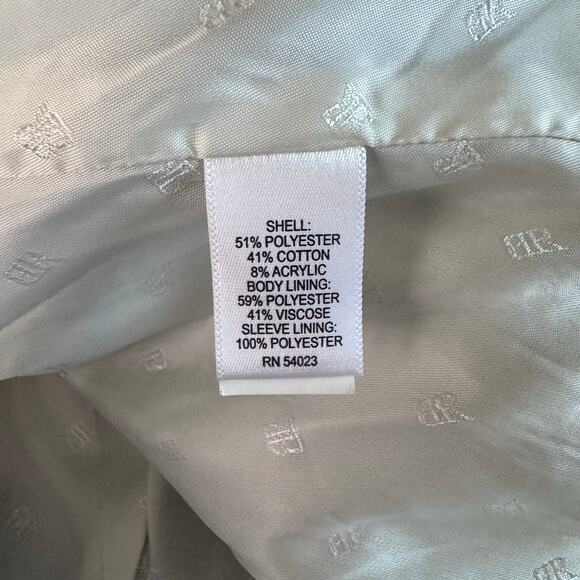 SHELL:
51% POLYESTER
41% COTTON
8% ACRYLIC
BODY LINING:
59% POLYESTER
41% VISCOSE
SLEEVE LINING:
100% POLYESTER
RN 54023